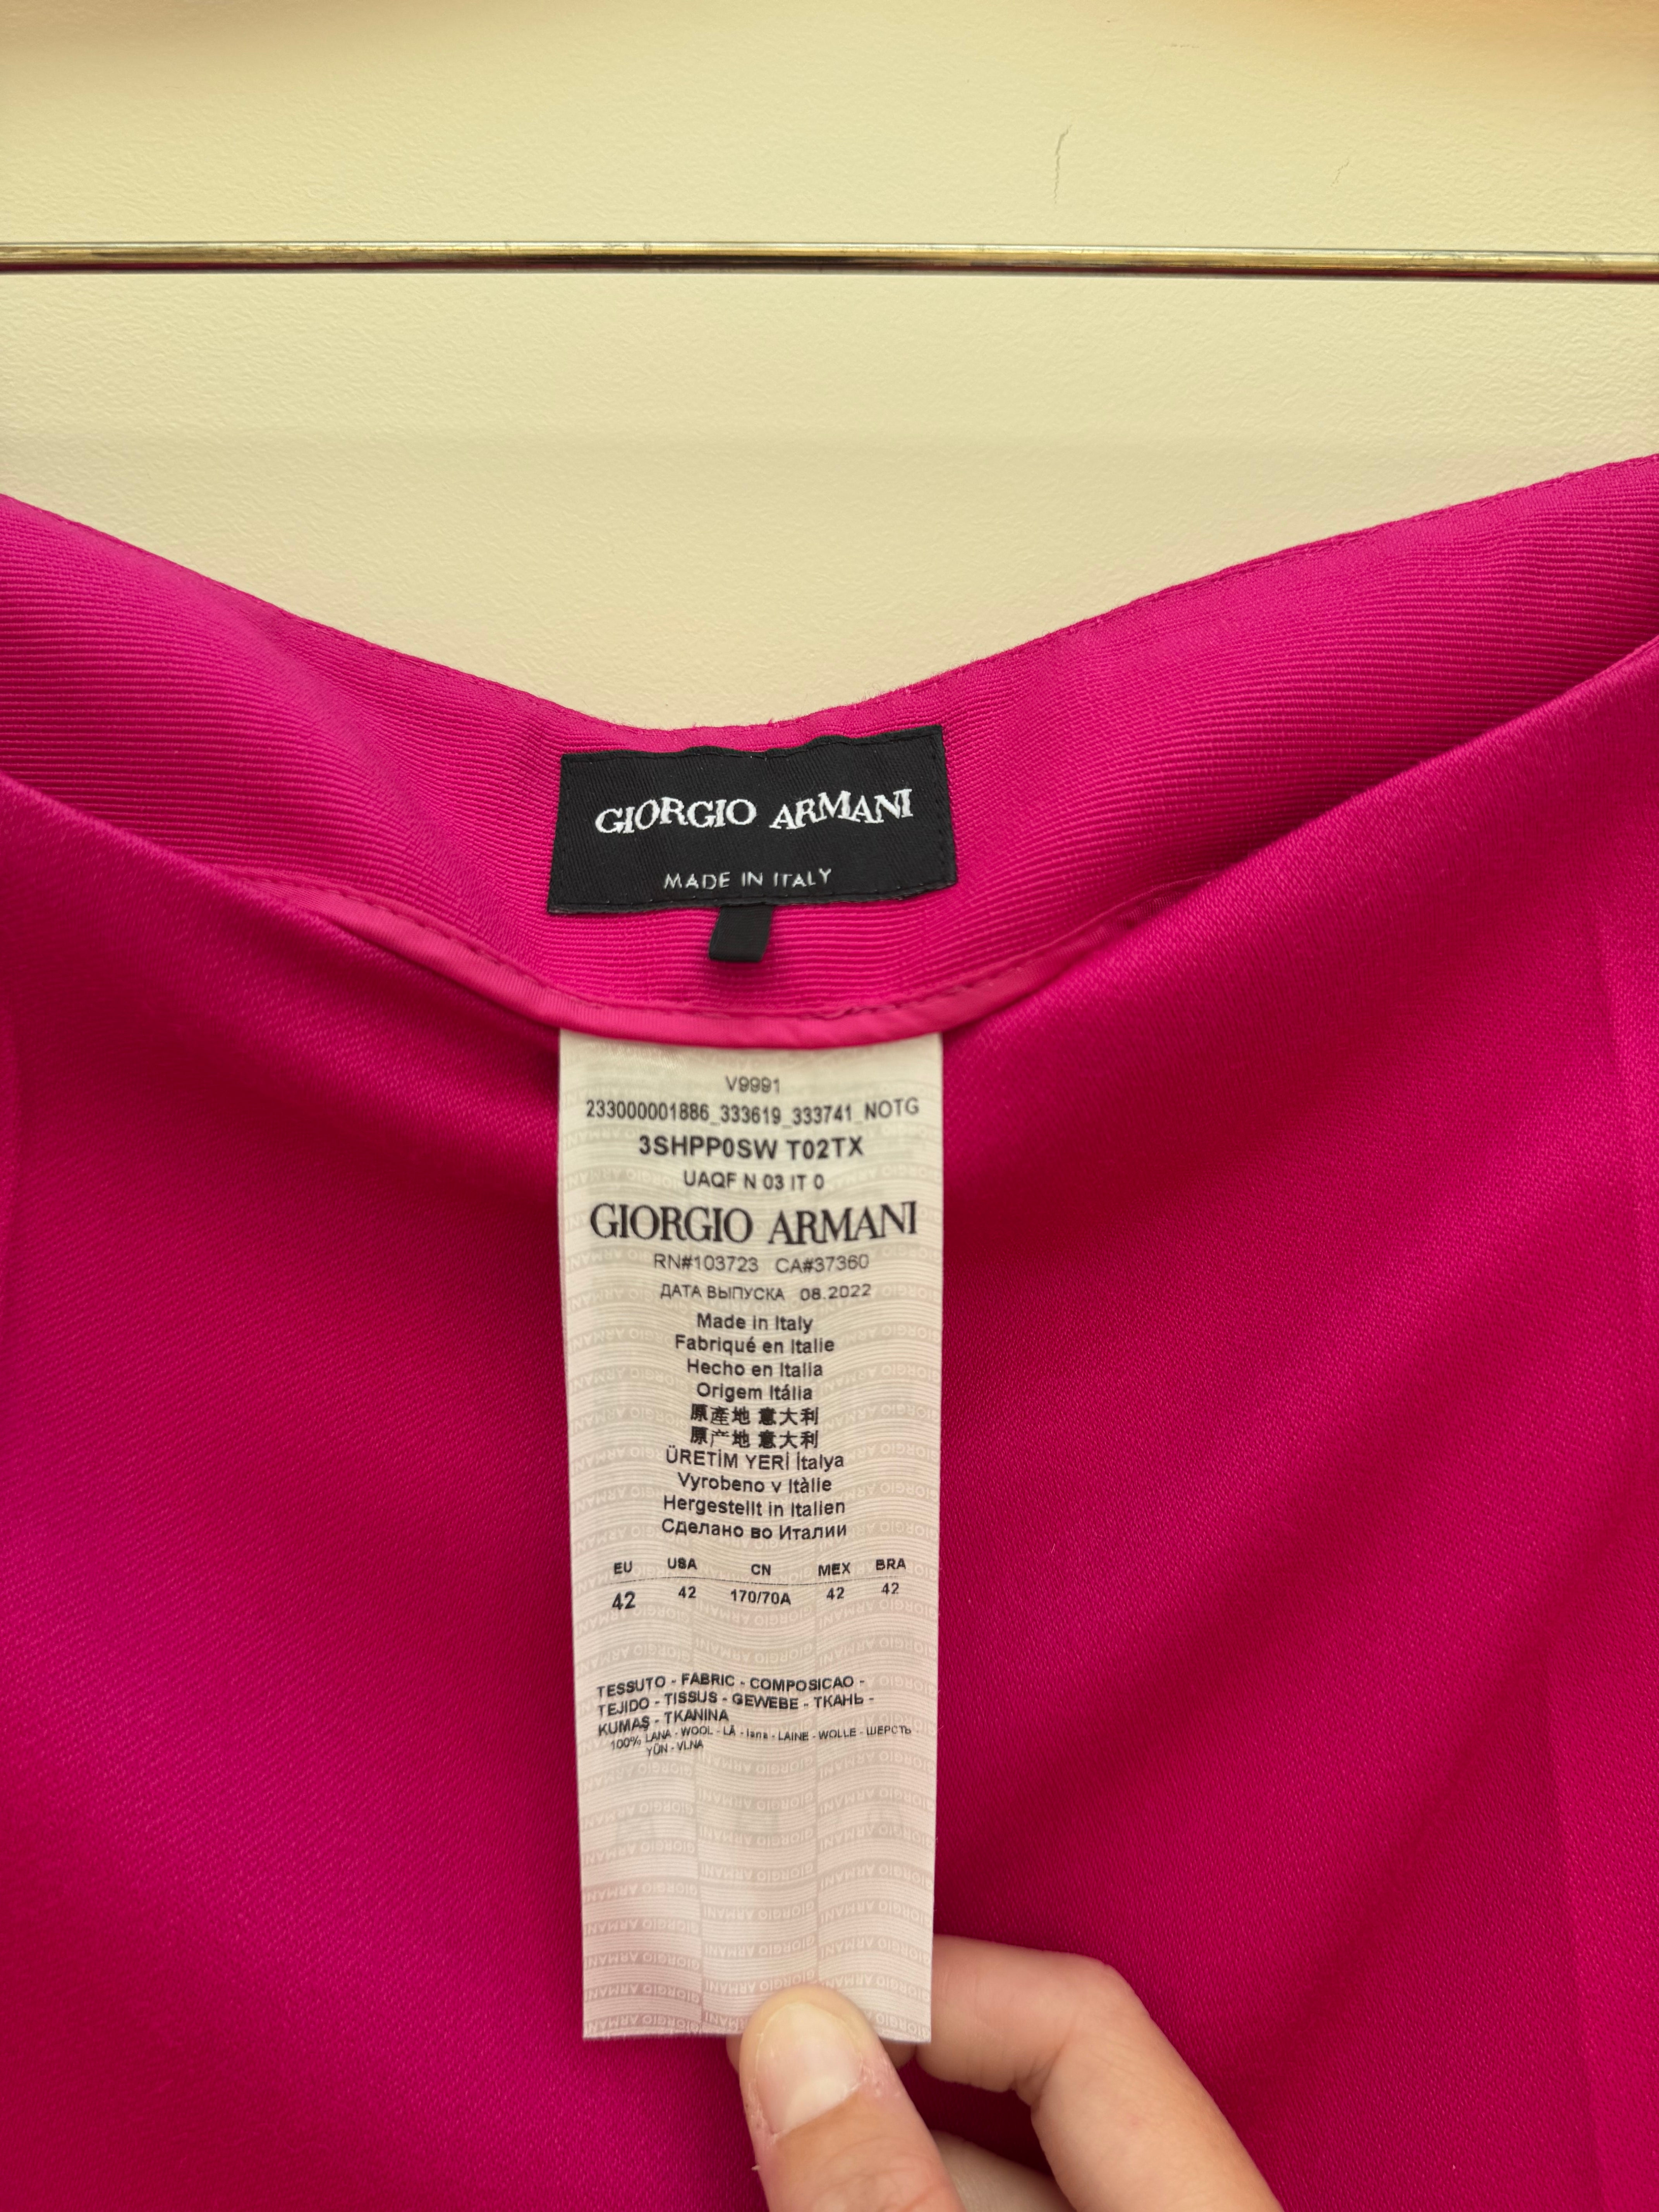 GIORGIO ARMANI
MADE IN ITALY
V9991
233000001886_333619_333741_NOTG
3SHPP0SW T02TX
UAQF N 03 IT 0
GIORGIO ARMANI
RN#103723 CA#37360
ДАТА ВЫПУСКА 08.2022
Made in Italy
Fabriqué en Italie
Hecho en Italia
Origem Itália
原產地 意大利
原产地 意大利
ÜRETİM YERİ İtalya
Vyrobeno v Itàlie
Hergestellt in Italien
Сделано во Италии
EU USA CN MEX BRA
42 42 170/70A 42 42
TESSUTO - FABRIC - COMPOSICAO -
TEJIDO - TISSUS - GEWEBE - ТКАНЬ -
KUMAŞ - TKANINA
100% LANA - WOOL - LÃ - lana - LAINE - WOLLE - ШЕРСТЬ
YÜN - VLNA